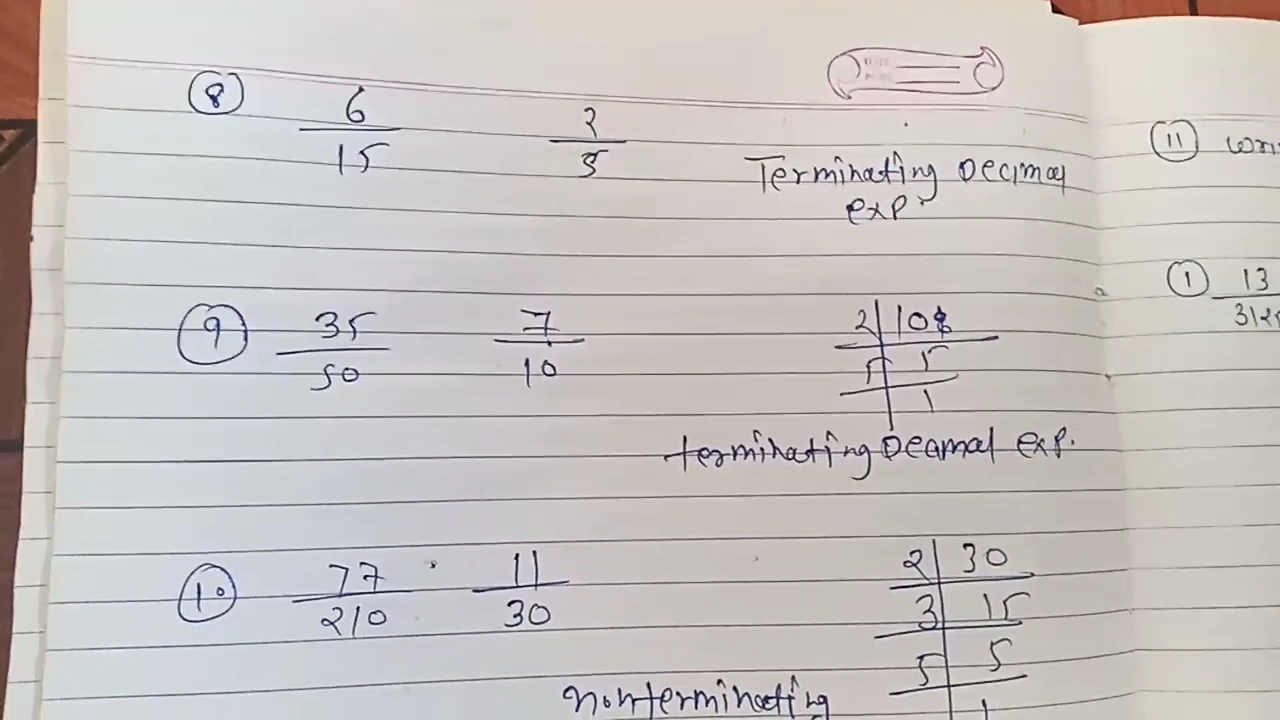 8 6/15 2/5 Terminating Decimal
exp.
9 35/50 7/10 2 | 10
5 | 5
1
terminating Decimal exp.
10 77/210 11/30 2 | 30
3 | 15
5 | 5
1
nonterminating
11
1 13